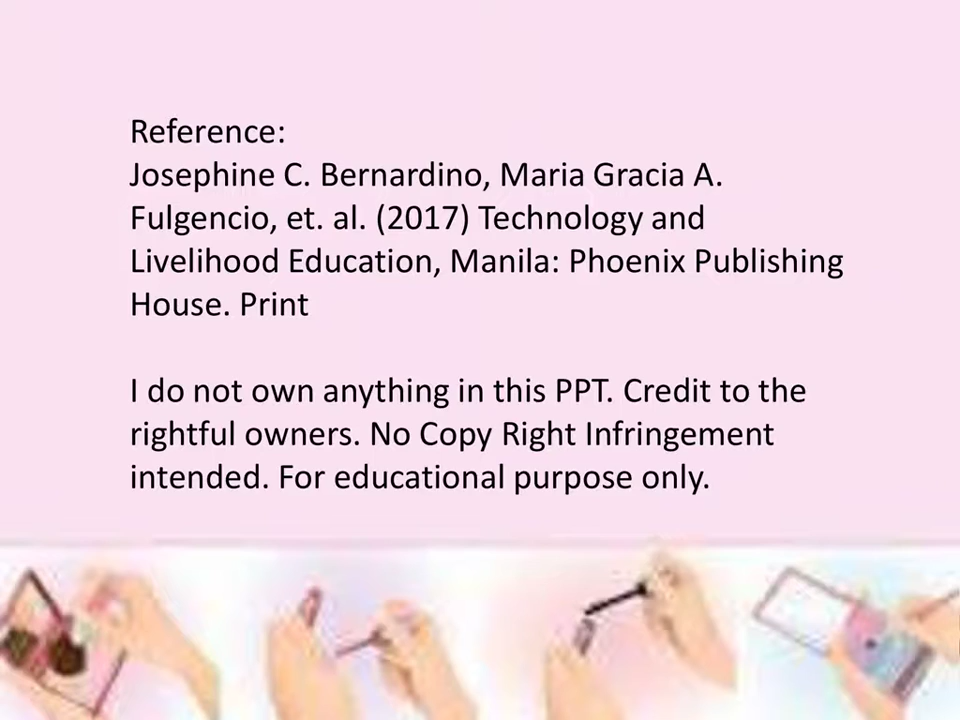 Reference:
Josephine C. Bernardino, Maria Gracia A.
Fulgencio, et. al. (2017) Technology and
Livelihood Education, Manila: Phoenix Publishing
House. Print
I do not own anything in this PPT. Credit to the
rightful owners. No Copy Right Infringement
intended. For educational purpose only.